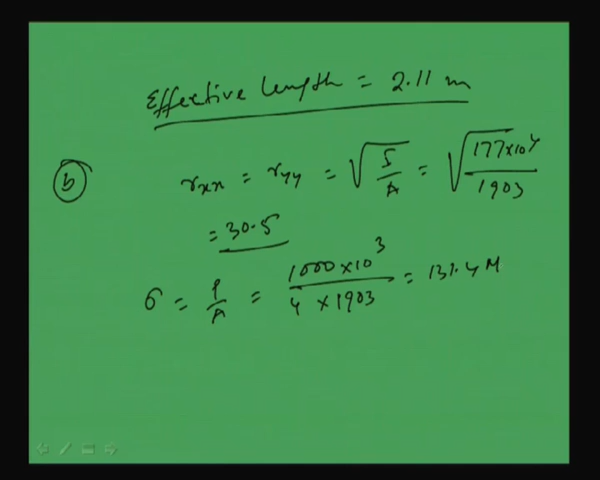 Effective length = 2.11 m
(b) rxx = ryy = √(I/A) = √(177×10⁴/1903)
= 30.5
σ = P/A = 1000×10³/4×1903 = 131.4 M